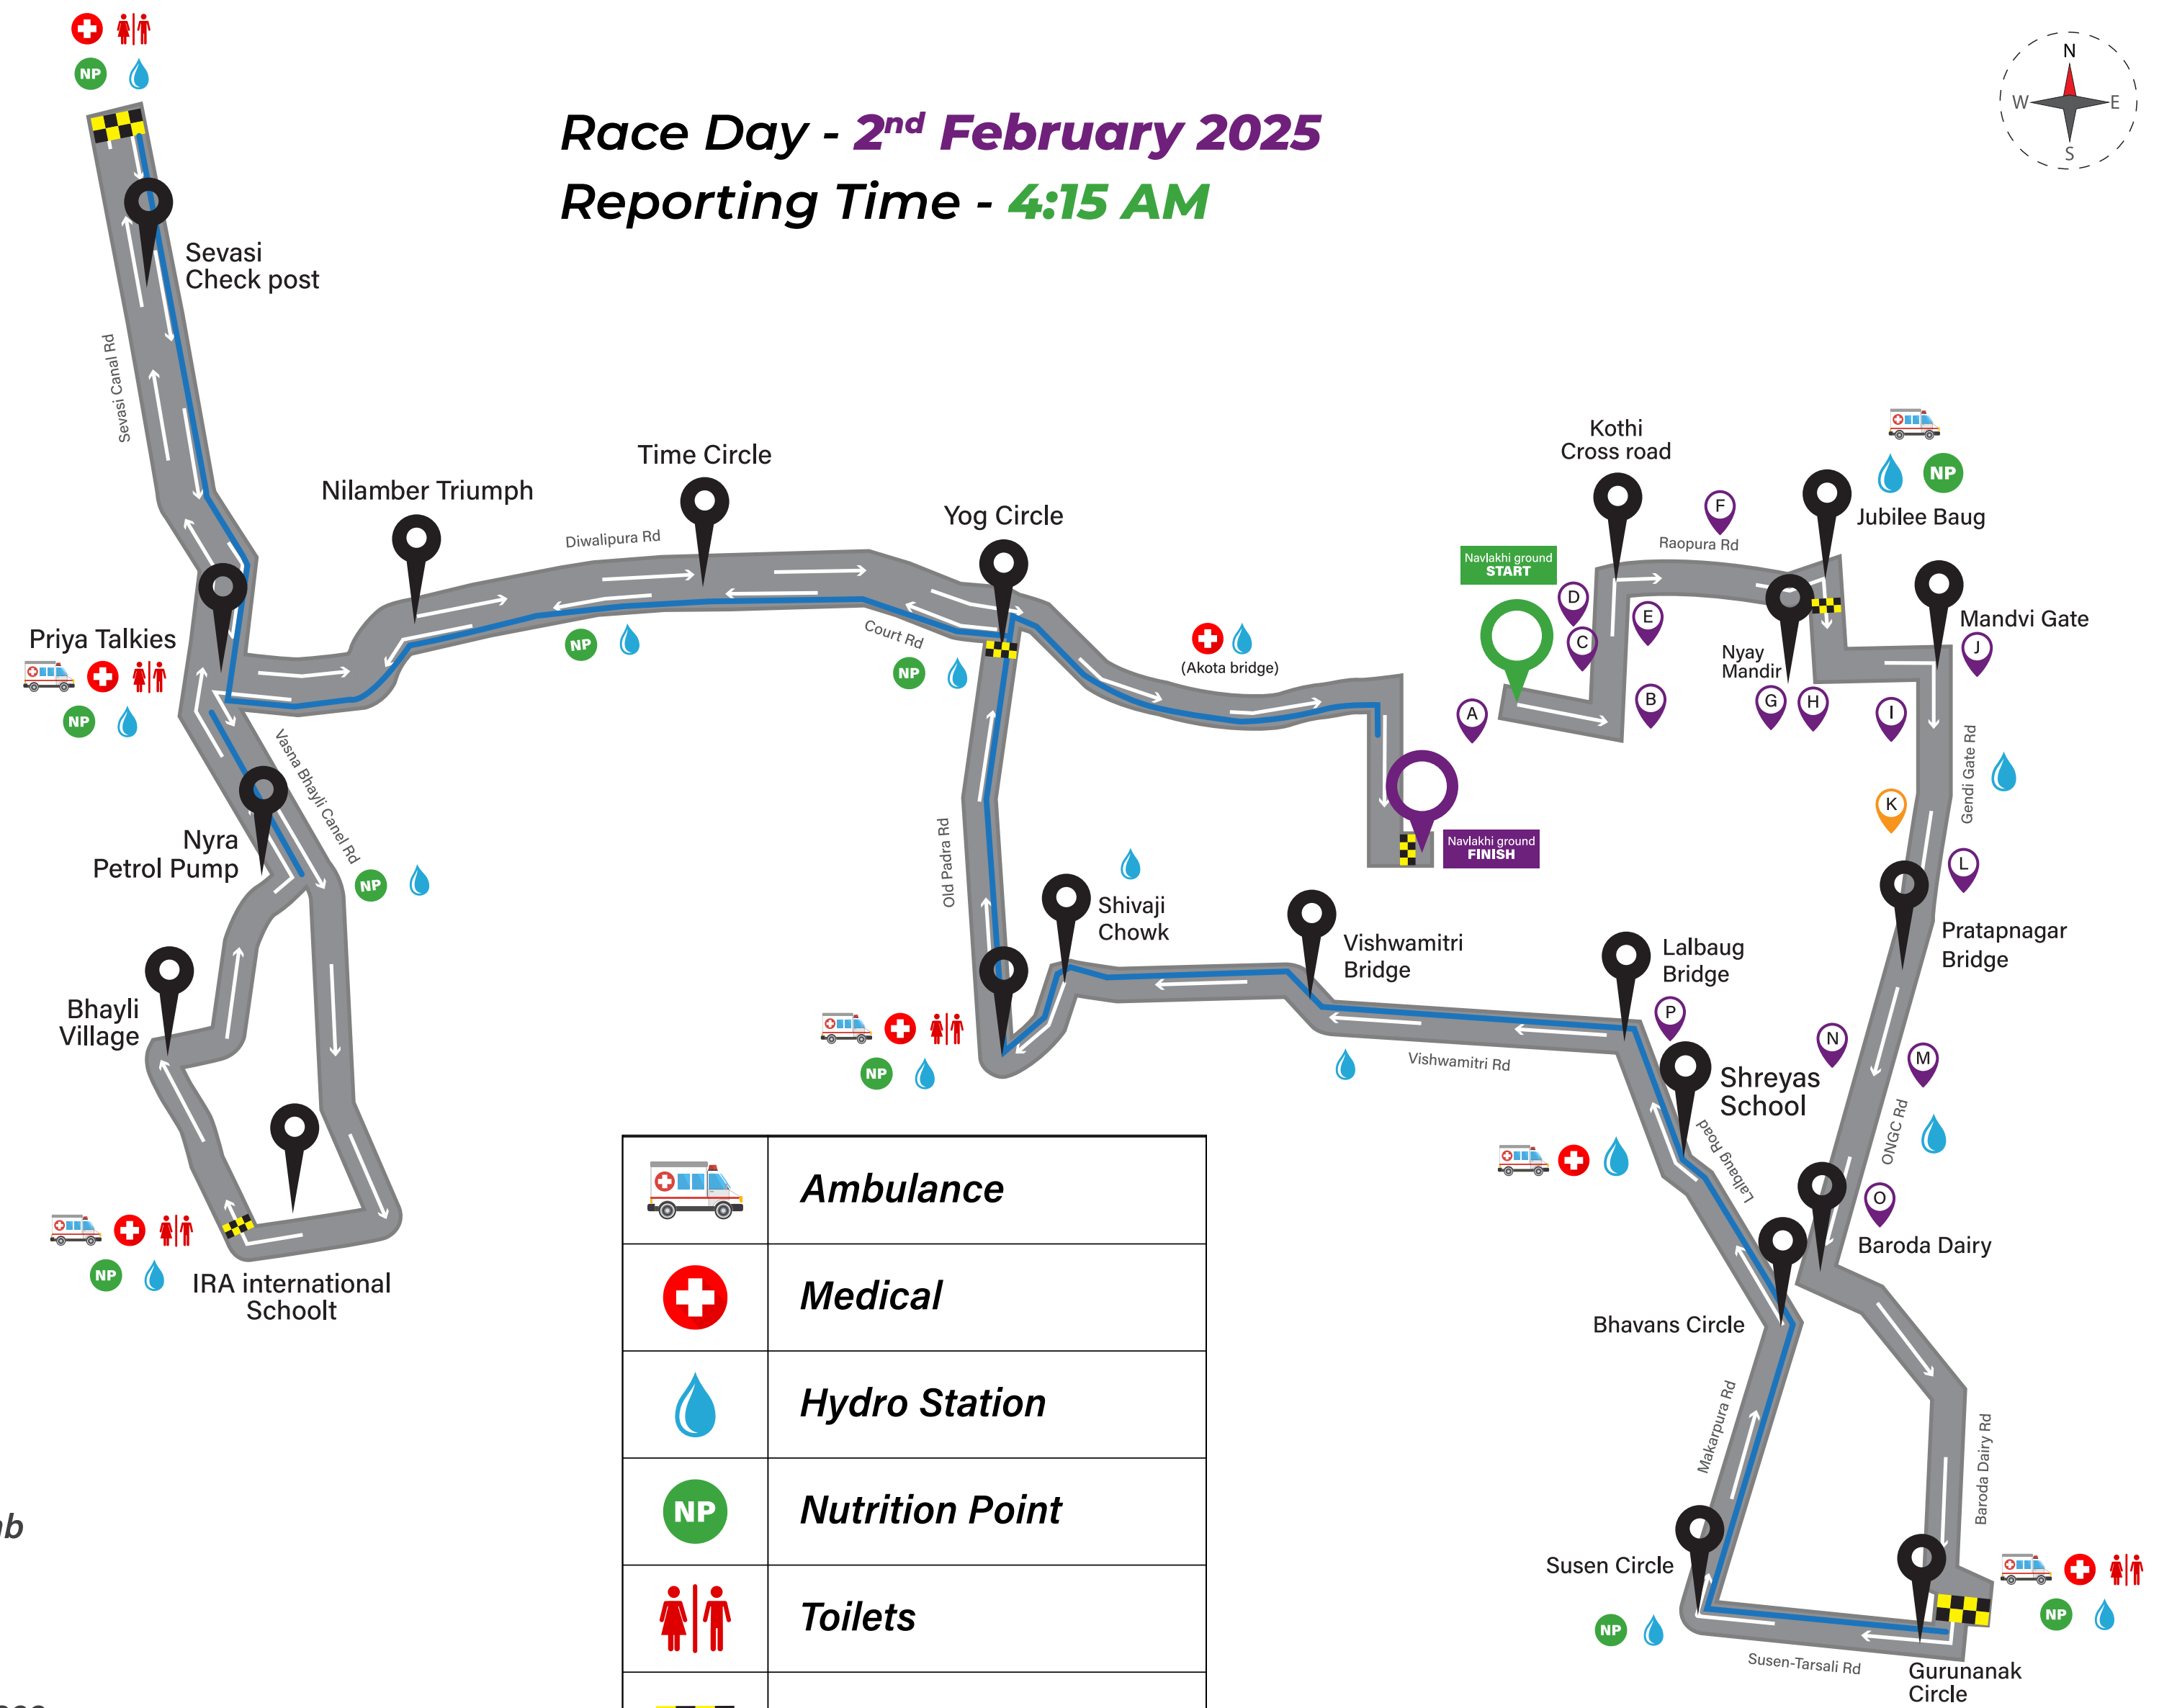 Race Day - 2nd February 2025
Reporting Time - 4:15 AM
N
W
E
S
NP
Sevasi
Check post
Sevasi Canal Rd
Nilamber Triumph
Time Circle
Diwalipura Rd
Yog Circle
Court Rd
NP
NP
(Akota bridge)
Priya Talkies
NP
Vasna Bhayli Canel Rd
Nyra
Petrol Pump
NP
Bhayli
Village
NP
IRA international
Schoolt
Old Padra Rd
NP
Shivaji
Chowk
Vishwamitri
Bridge
Vishwamitri Rd
Navlakhi ground
START
Navlakhi ground
FINISH
Kothi
Cross road
Raopura Rd
NP
Jubilee Baug
Nyay
Mandir
Mandvi Gate
Gendi Gate Rd
A
B
C
D
E
F
G
H
I
J
K
L
M
N
O
P
Pratapnagar
Bridge
Lalbaug
Bridge
Shreyas
School
Lalbaug Road
ONGC Rd
Baroda Dairy
Bhavans Circle
Makarpura Rd
Baroda Dairy Rd
Susen Circle
NP
Susen-Tarsali Rd
Gurunanak
Circle
NP
Ambulance
Medical
Hydro Station
NP
Nutrition Point
Toilets